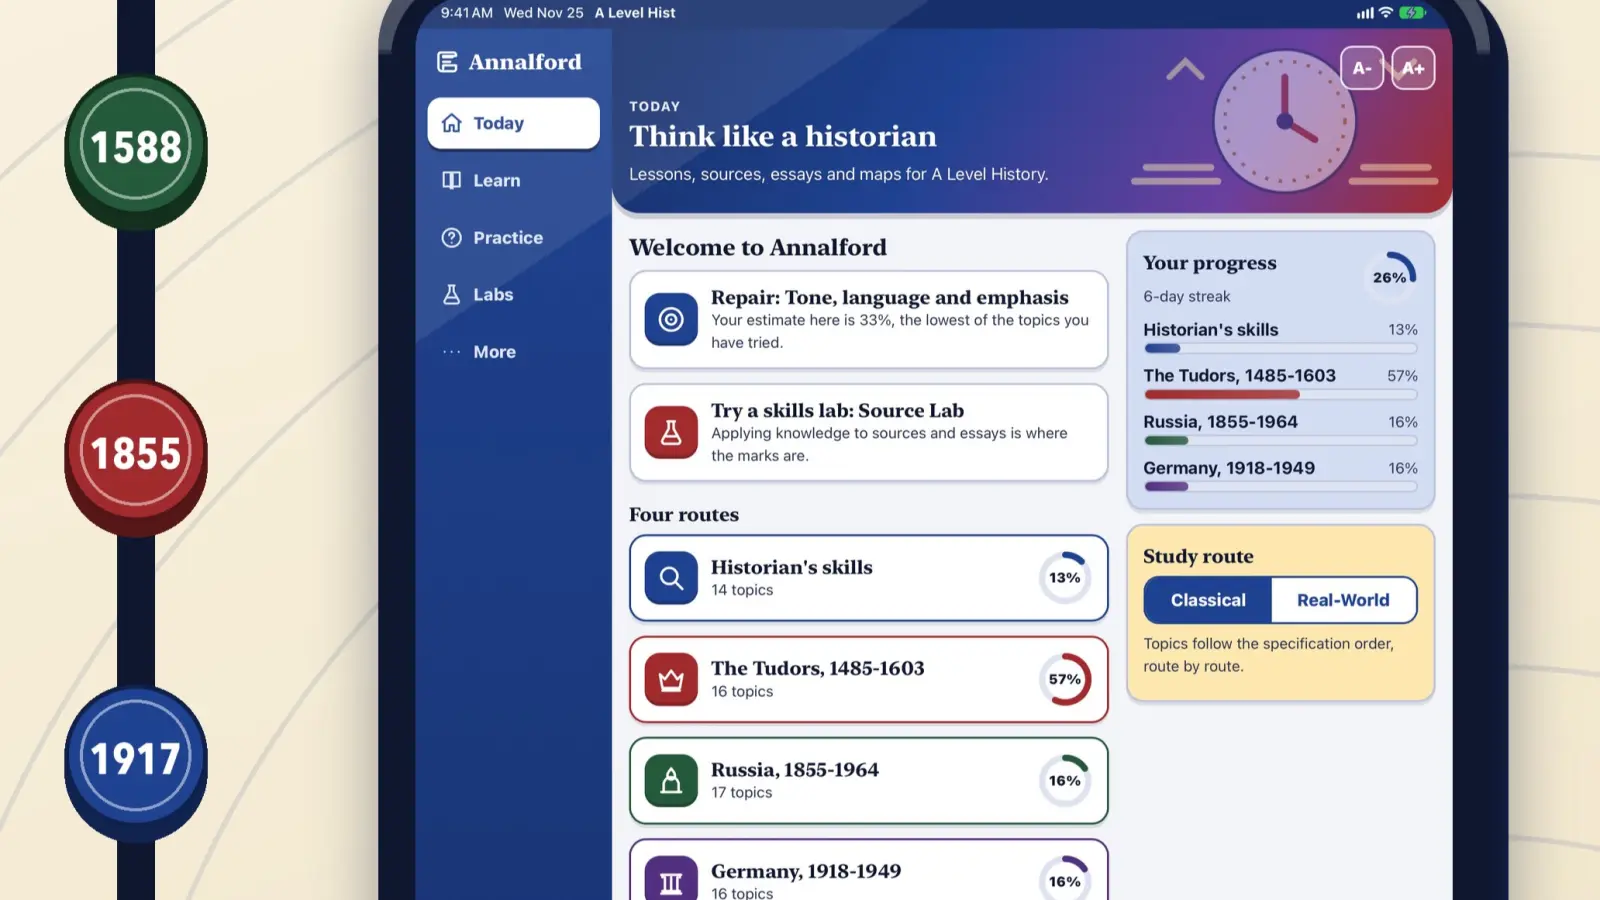 1588
1855
1917
9:41 AM Wed Nov 25 A Level Hist
Annalford
Today
Learn
Practice
Labs
More
A-
A+
TODAY
Think like a historian
Lessons, sources, essays and maps for A Level History.
Welcome to Annalford
Repair: Tone, language and emphasis
Your estimate here is 33%, the lowest of the topics you
have tried.
Try a skills lab: Source Lab
Applying knowledge to sources and essays is where
the marks are.
Four routes
Historian's skills
14 topics
13%
The Tudors, 1485-1603
16 topics
57%
Russia, 1855-1964
17 topics
16%
Germany, 1918-1949
16 topics
16%
Your progress
6-day streak
26%
Historian's skills 13%
The Tudors, 1485-1603 57%
Russia, 1855-1964 16%
Germany, 1918-1949 16%
Study route
Classical
Real-World
Topics follow the specification order,
route by route.